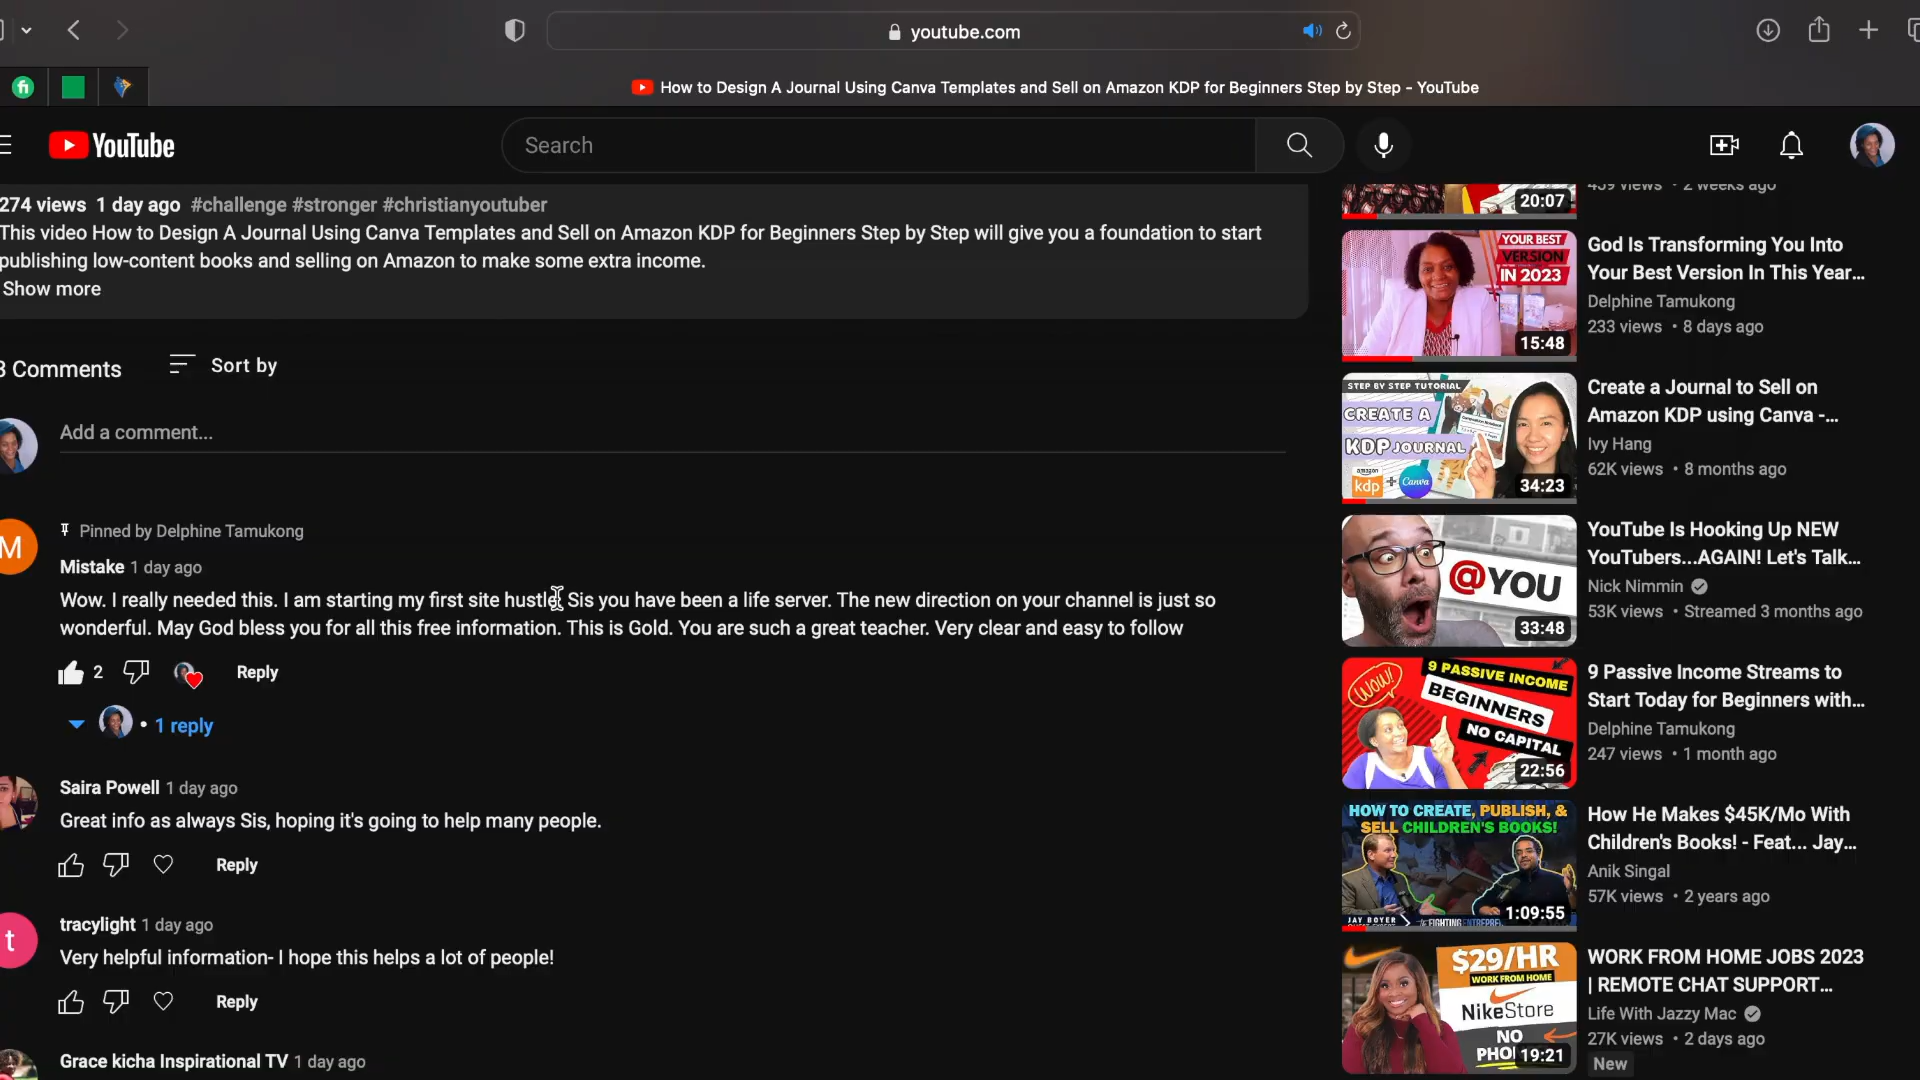 youtube.com
How to Design A Journal Using Canva Templates and Sell on Amazon KDP for Beginners Step by Step - YouTube
YouTube
Search
274 views 1 day ago #challenge #stronger #christianyoutuber
This video How to Design A Journal Using Canva Templates and Sell on Amazon KDP for Beginners Step by Step will give you a foundation to start
publishing low-content books and selling on Amazon to make some extra income.
Show more
Comments
Sort by
Add a comment...
M
Pinned by Delphine Tamukong
Mistake 1 day ago
Wow. I really needed this. I am starting my first site hustle. Sis you have been a life server. The new direction on your channel is just so
wonderful. May God bless you for all this free information. This is Gold. You are such a great teacher. Very clear and easy to follow
2
Reply
• 1 reply
Saira Powell 1 day ago
Great info as always Sis, hoping it's going to help many people.
Reply
t
tracylight 1 day ago
Very helpful information- I hope this helps a lot of people!
Reply
Grace kicha Inspirational TV 1 day ago
20:07
459 views • 2 weeks ago
YOUR BEST
VERSION
IN 2023
15:48
God Is Transforming You Into
Your Best Version In This Year...
Delphine Tamukong
233 views • 8 days ago
STEP BY STEP TUTORIAL
CREATE A
KDP JOURNAL
amazon
kdp + Canva
34:23
Create a Journal to Sell on
Amazon KDP using Canva -...
Ivy Hang
62K views • 8 months ago
@YOU
33:48
YouTube Is Hooking Up NEW
YouTubers...AGAIN! Let's Talk...
Nick Nimmin
53K views • Streamed 3 months ago
WOW!
9 PASSIVE INCOME
BEGINNERS
NO CAPITAL
22:56
9 Passive Income Streams to
Start Today for Beginners with...
Delphine Tamukong
247 views • 1 month ago
HOW TO CREATE, PUBLISH, &
SELL CHILDREN'S BOOKS!
JAY BOYER
1:09:55
How He Makes $45K/Mo With
Children's Books! - Feat... Jay...
Anik Singal
57K views • 2 years ago
$29/HR
WORK FROM HOME
NikeStore
NO
19:21
WORK FROM HOME JOBS 2023
| REMOTE CHAT SUPPORT...
Life With Jazzy Mac
27K views • 2 days ago
New